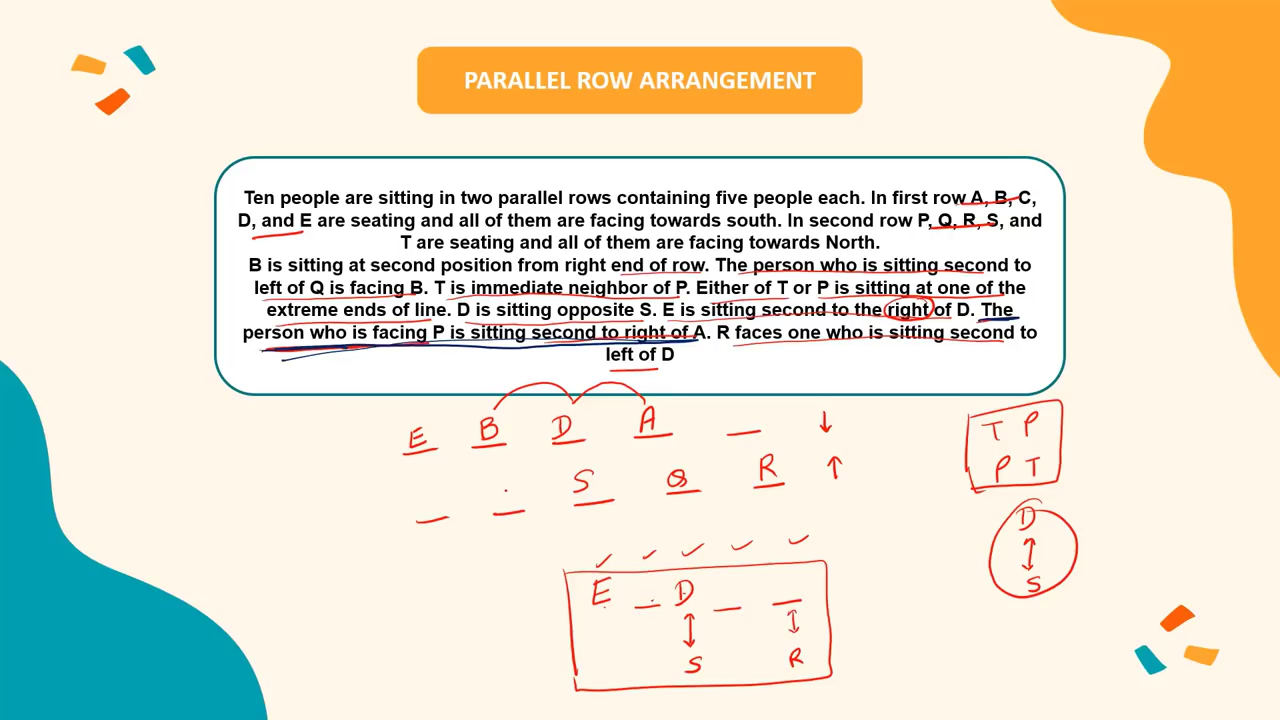 PARALLEL ROW ARRANGEMENT
Ten people are sitting in two parallel rows containing five people each. In first row A, B, C,
D, and E are seating and all of them are facing towards south. In second row P, Q, R, S, and
T are seating and all of them are facing towards North.
B is sitting at second position from right end of row. The person who is sitting second to
left of Q is facing B. T is immediate neighbor of P. Either of T or P is sitting at one of the
extreme ends of line. D is sitting opposite S. E is sitting second to the right of D. The
person who is facing P is sitting second to right of A. R faces one who is sitting second to
left of D
E B D A
T P
S Q R
P T
D
S
E D
S R